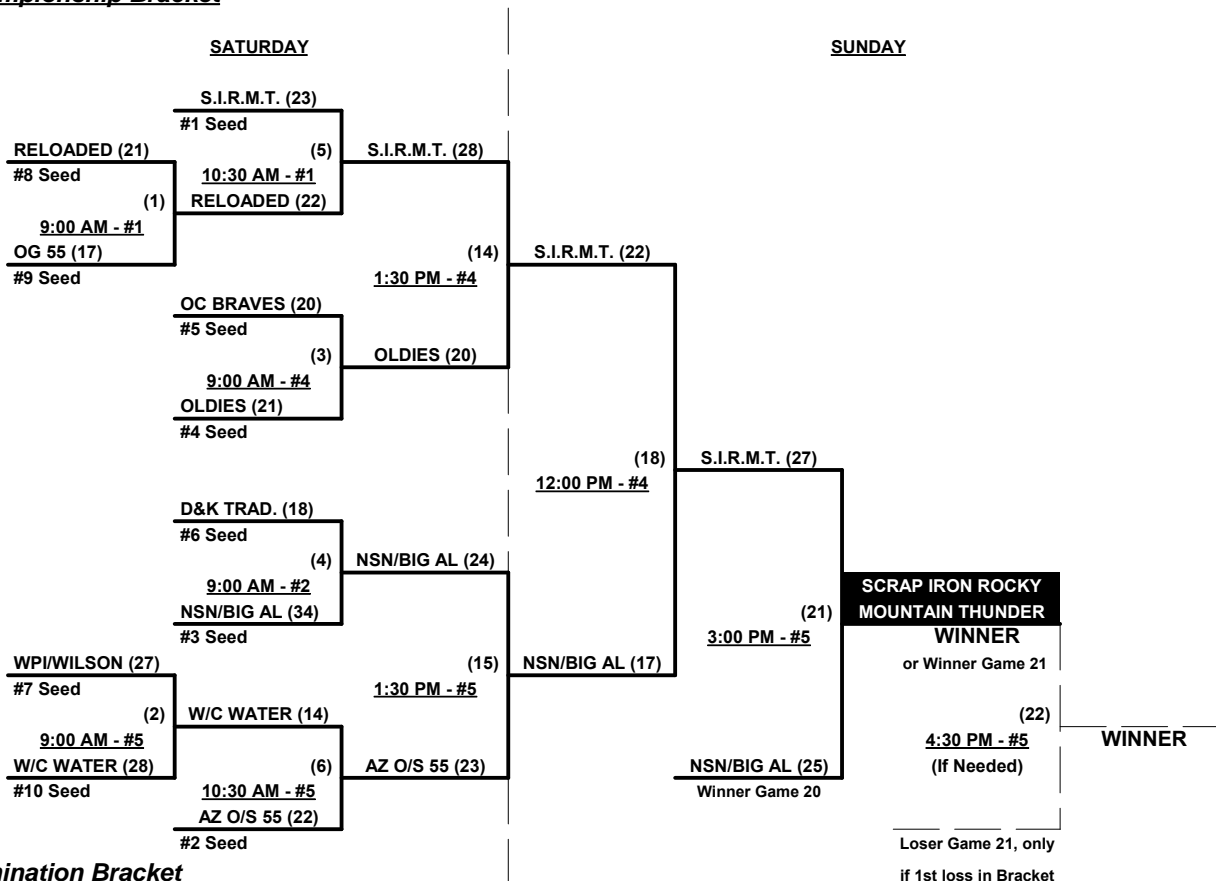 SATURDAY
SUNDAY
S.I.R.M.T. (23)
#1 Seed
RELOADED (21)
(5)
S.I.R.M.T. (28)
#8 Seed
10:30 AM - #1
(1)
RELOADED (22)
9:00 AM - #1
OG 55 (17)
(14)
S.I.R.M.T. (22)
#9 Seed
1:30 PM - #4
OC BRAVES (20)
#5 Seed
(3)
OLDIES (20)
9:00 AM - #4
OLDIES (21)
#4 Seed
(18)
S.I.R.M.T. (27)
12:00 PM - #4
D&K TRAD. (18)
#6 Seed
(4)
NSN/BIG AL (24)
9:00 AM - #2
SCRAP IRON ROCKY
NSN/BIG AL (34)
(21)
MOUNTAIN THUNDER
#3 Seed
3:00 PM - #5
WINNER
WPI/WILSON (27)
(15)
NSN/BIG AL (17)
or Winner Game 21
#7 Seed
1:30 PM - #5
(2)
W/C WATER (14)
(22)
9:00 AM - #5
4:30 PM - #5
WINNER
W/C WATER (28)
(6)
AZ O/S 55 (23)
NSN/BIG AL (25)
(If Needed)
#10 Seed
10:30 AM - #5
Winner Game 20
AZ O/S 55 (22)
#2 Seed
Loser Game 21, only
Bracket
if 1st loss in Bracket